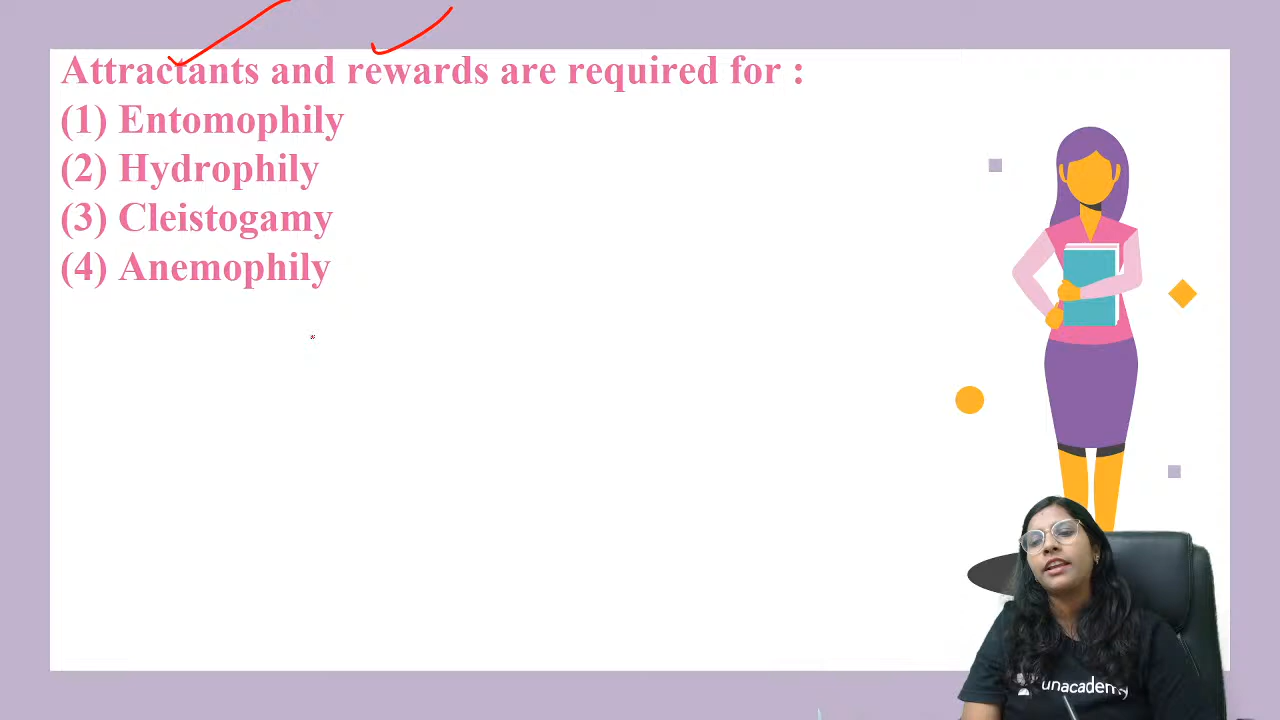 Attractants and rewards are required for :
(1) Entomophily
(2) Hydrophily
(3) Cleistogamy
(4) Anemophily
unacademy